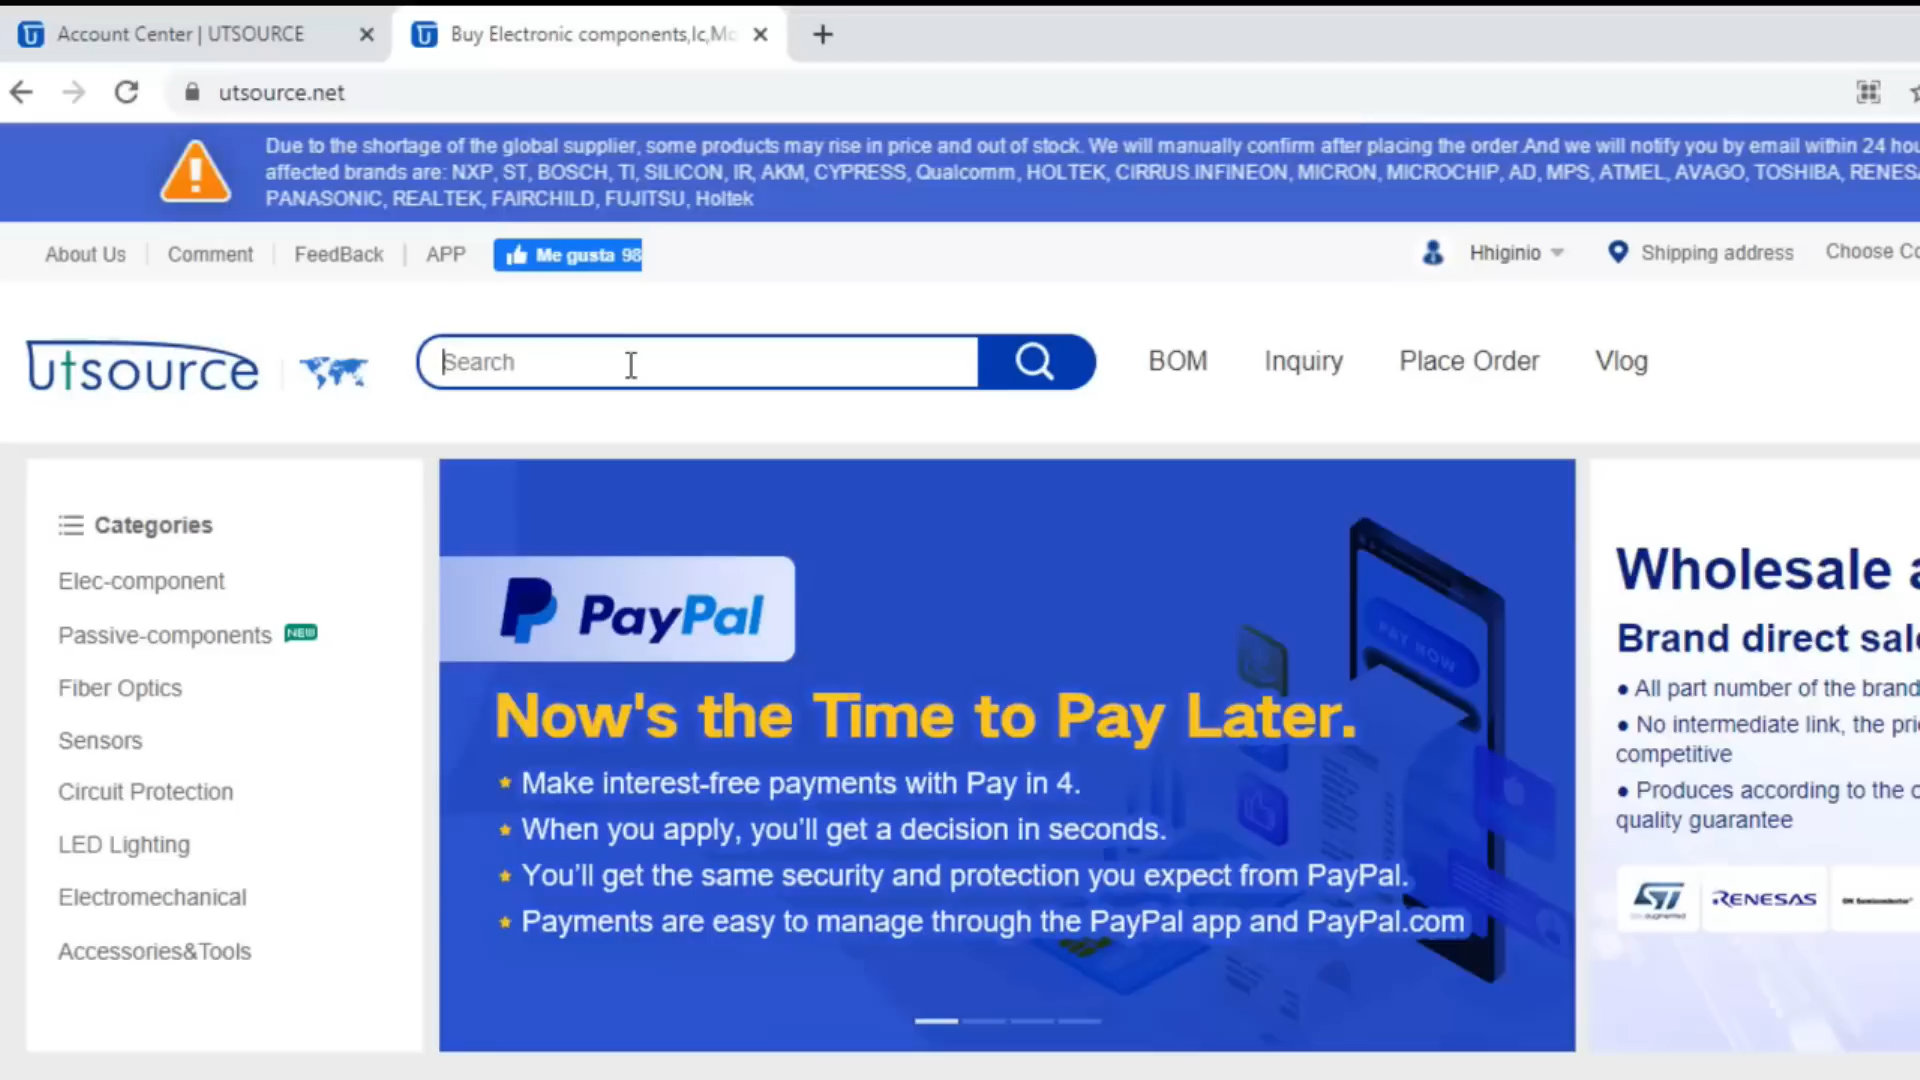 Account Center | UTSOURCE
Buy Electronic components,Ic,Mo
utsource.net
Due to the shortage of the global supplier, some products may rise in price and out of stock. We will manually confirm after placing the order.And we will notify you by email within 24 hou
affected brands are: NXP, ST, BOSCH, TI, SILICON, IR, AKM, CYPRESS, Qualcomm, HOLTEK, CIRRUS.INFINEON, MICRON, MICROCHIP, AD, MPS, ATMEL, AVAGO, TOSHIBA, RENESA
PANASONIC, REALTEK, FAIRCHILD, FUJITSU, Holtek
About Us
Comment
FeedBack
APP
Me gusta 98
Hhiginio
Shipping address
Choose Co
utsource
Search
BOM
Inquiry
Place Order
Vlog
Categories
Elec-component
Passive-components NEW
Fiber Optics
Sensors
Circuit Protection
LED Lighting
Electromechanical
Accessories&Tools
PayPal
PAY NOW
Now's the Time to Pay Later.
Make interest-free payments with Pay in 4.
When you apply, you'll get a decision in seconds.
You'll get the same security and protection you expect from PayPal.
Payments are easy to manage through the PayPal app and PayPal.com
Wholesale a
Brand direct sale
● All part number of the brand
● No intermediate link, the pri
competitive
● Produces according to the o
quality guarantee
ST
RENESAS
ON Semiconductor